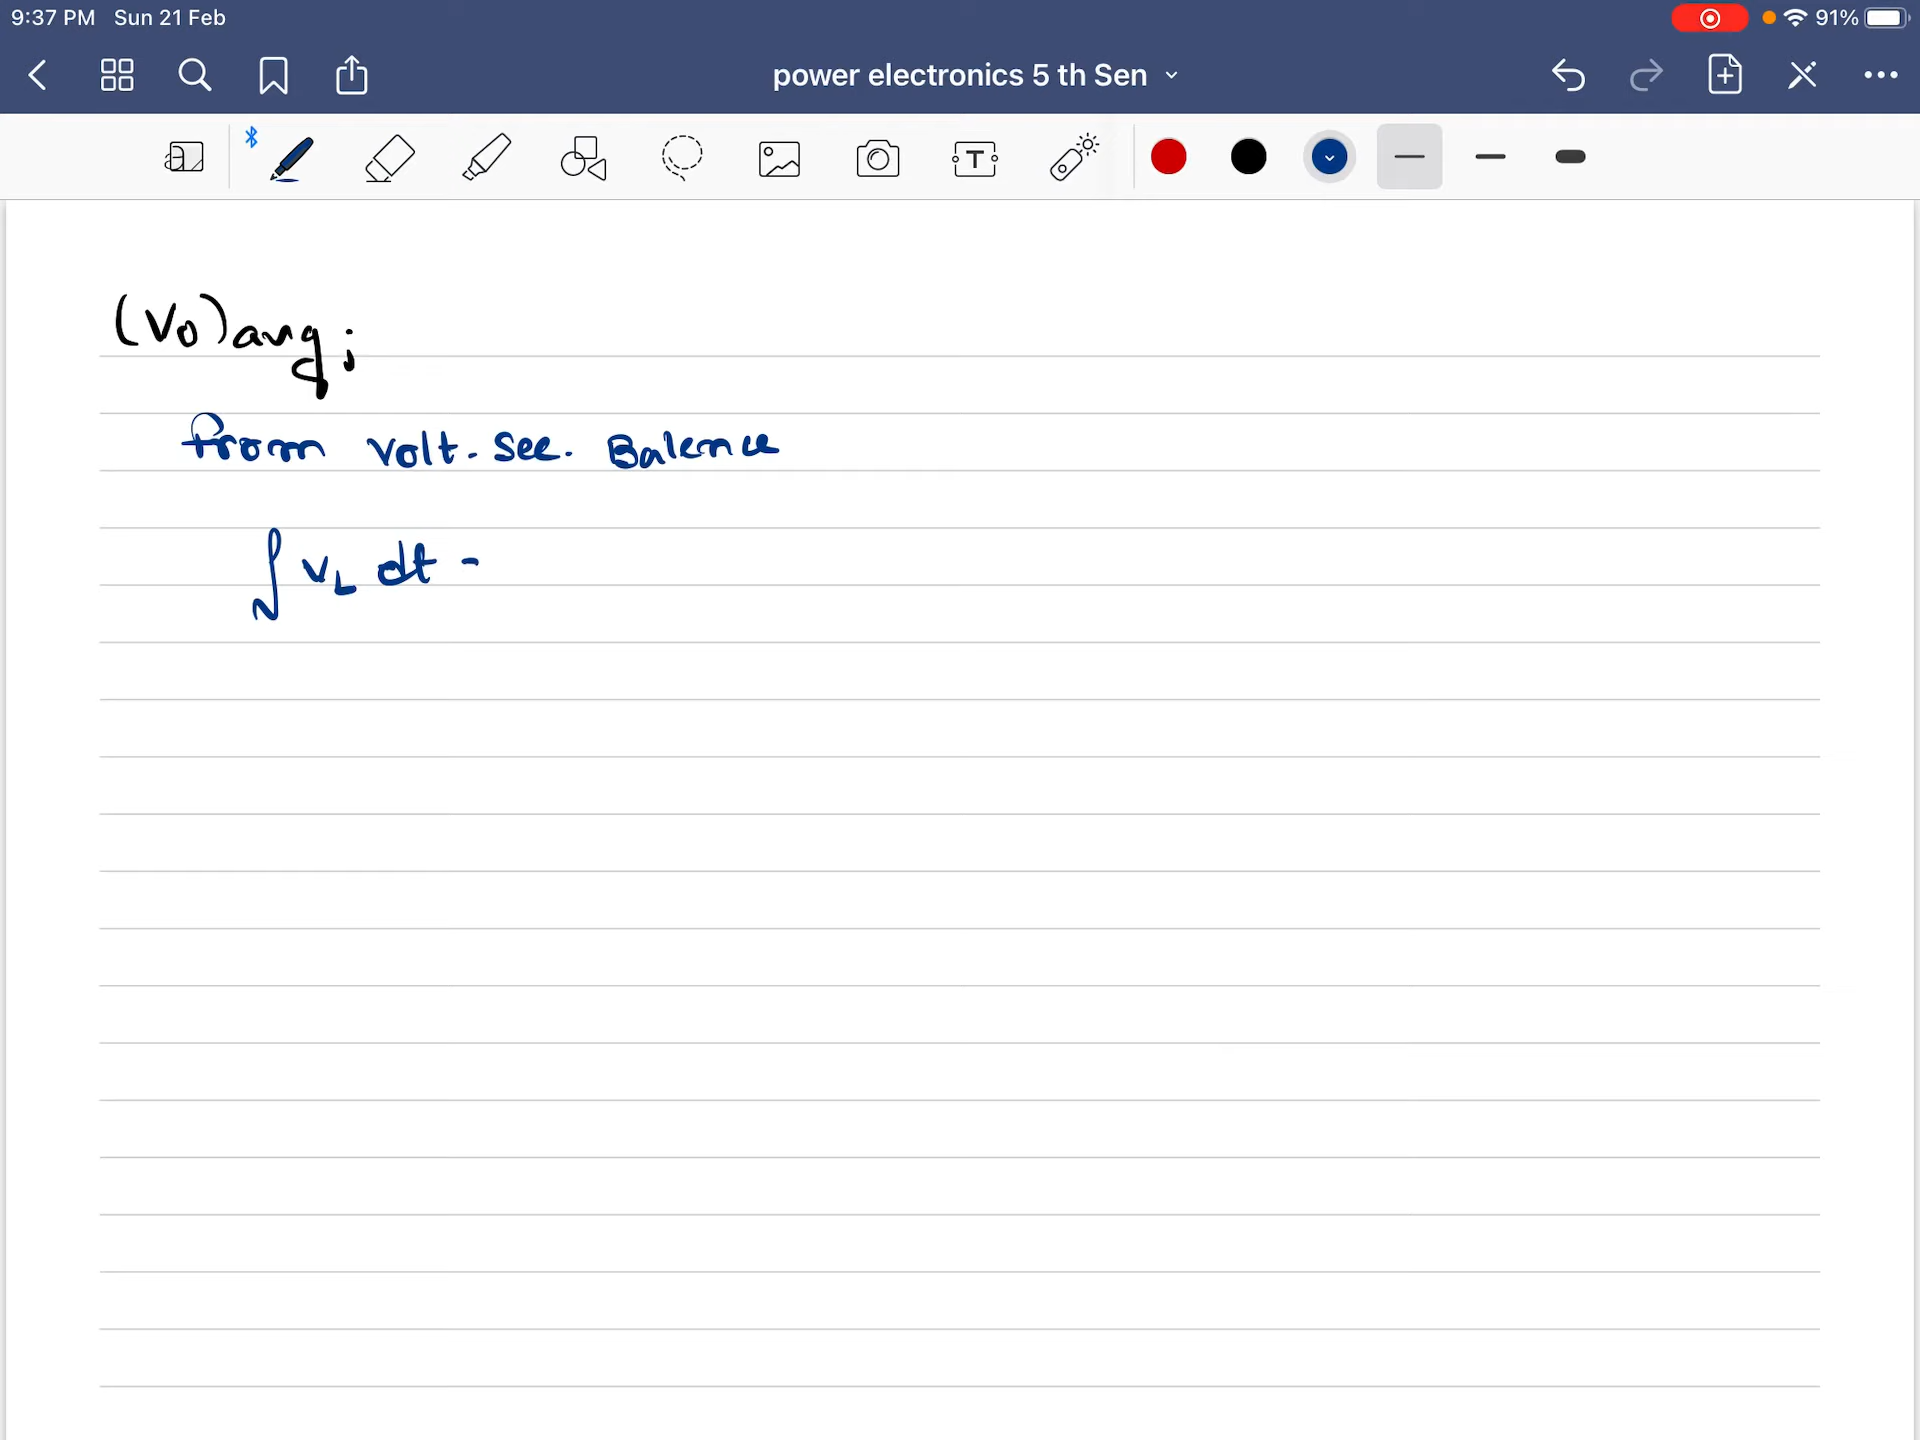 9:37 PM Sun 21 Feb 91%
power electronics 5 th Sen
(Vo)avg;
from Volt. Sec. Balence
∫ vL dt -